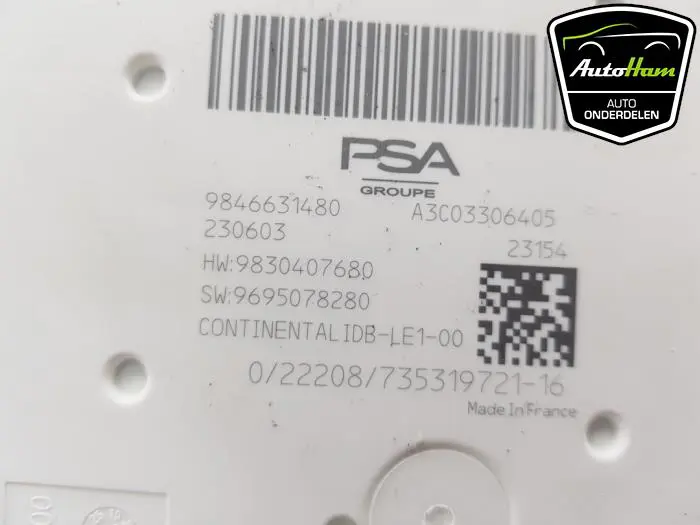 AutoHam
AUTO
ONDERDELEN
PSA
GROUPE
9846631480 A3C03306405
230603 23154
HW:9830407680
SW:9695078280
CONTINENTALIDB-LE1-00
0/22208/735319721-16
Made In France